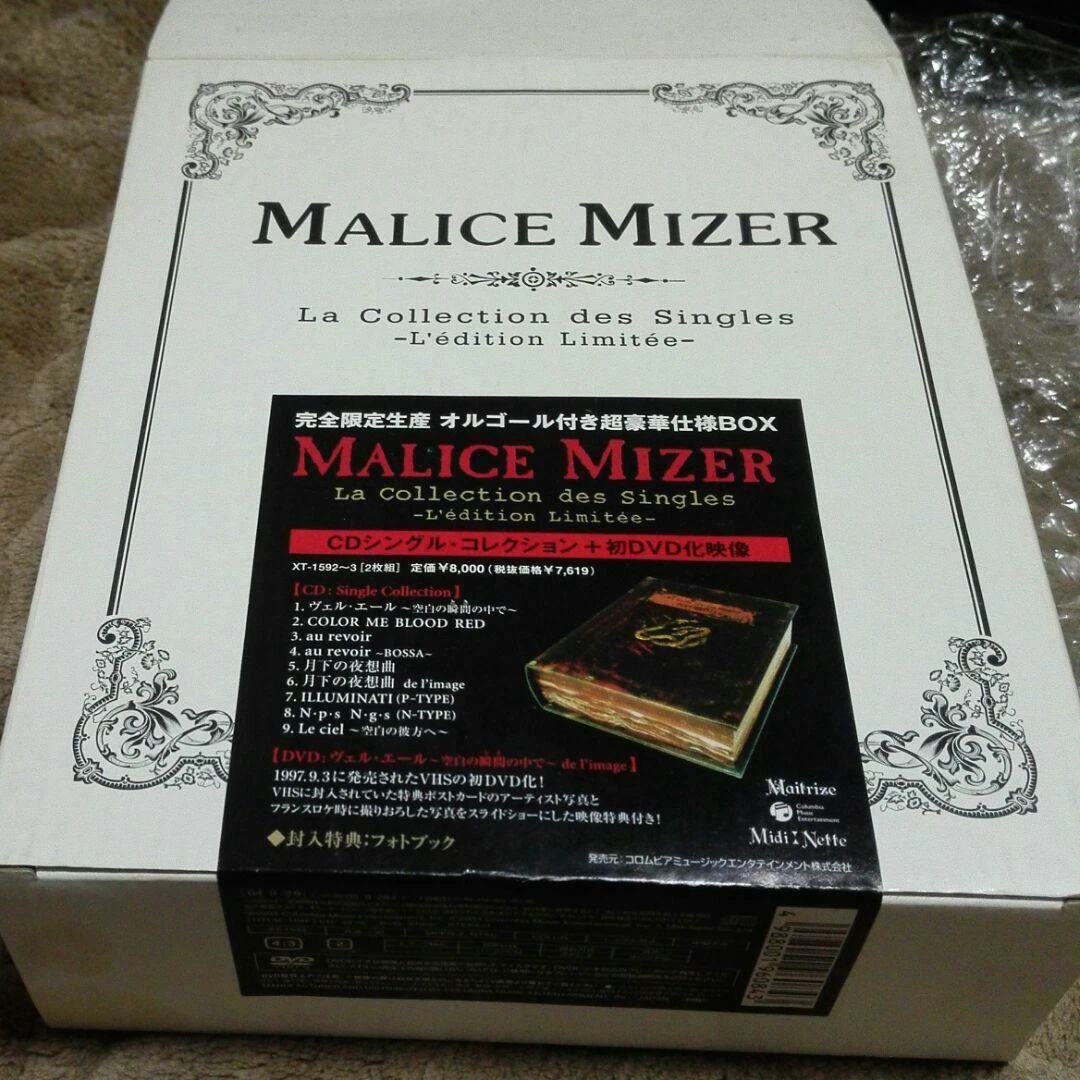 MALICE MIZER
La Collection des Singles
-L'édition Limitée-
完全限定生産 オルゴール付き超豪華仕様BOX
MALICE MIZER
La Collection des Singles
-L'édition Limitée-
CDシングル・コレクション+初DVD化映像
XT-1592~3[2枚組] 定価¥8,000(税抜価格¥7,619)
【CD: Single Collection】
1. ヴェル・エール ~空白の瞬間の中で~
2. COLOR ME BLOOD RED
3. au revoir
4. au revoir ~BOSSA~
5. 月下の夜想曲
6. 月下の夜想曲 de l'image
7. ILLUMINATI (P-TYPE)
8. N・p・s N・g・s (N-TYPE)
9. Le ciel ~空白の彼方へ~
【DVD: ヴェル・エール~空白の瞬間の中で~ de l'image】
1997.9.3に発売されたVHSの初DVD化!
VHSに封入されていた特典ポストカードのアーティスト写真と
フランスロケ時に撮りおろした写真をスライドショーにした映像特典付き!
◆封入特典:フォトブック
Maitrize
Columbia
Music
Entertainment
Midi:Nette
発売元:コロムビアミュージックエンタテインメント株式会社
4:3
2
DVD
4988001960843